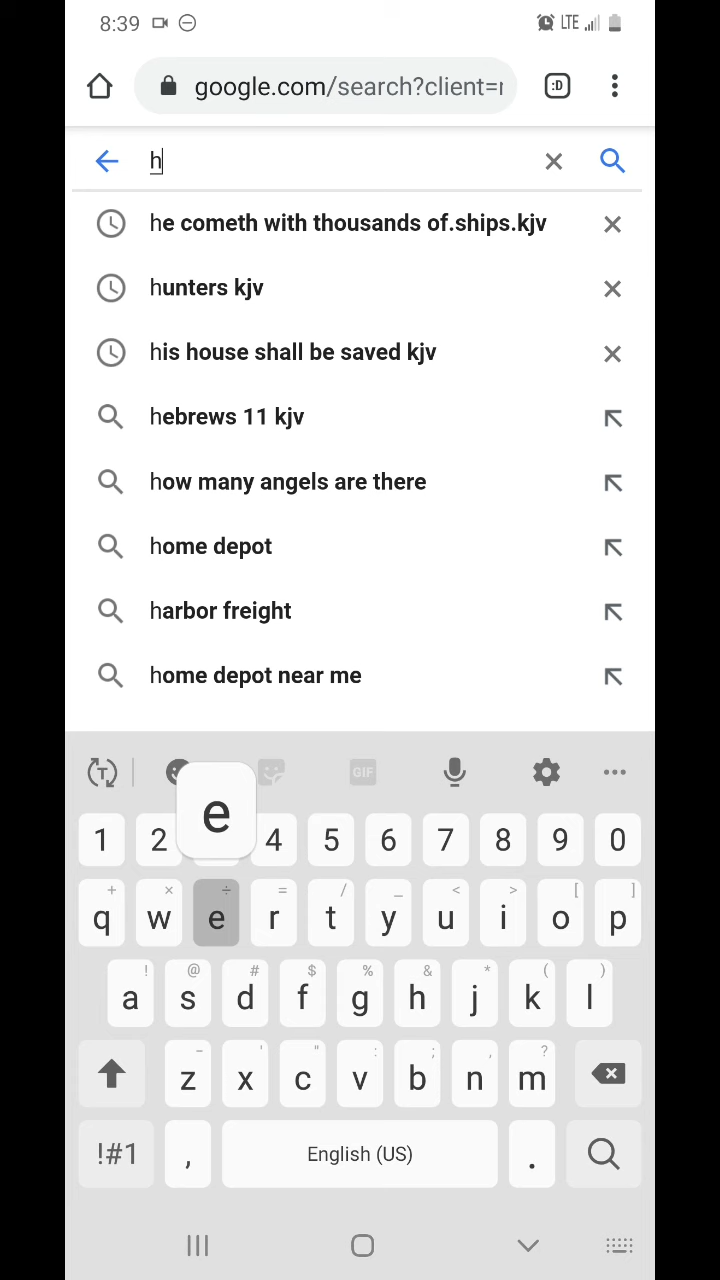 8:39 LTE
google.com/search?client=
:D
h
he cometh with thousands of.ships.kjv
hunters kjv
his house shall be saved kjv
hebrews 11 kjv
how many angels are there
home depot
harbor freight
home depot near me
T GIF
e
1 2 4 5 6 7 8 9 0
+ × ÷ = / _ < > [ ]
q w e r t y u i o p
! @ # $ % & * ( )
a s d f g h j k l
- ' " : ; , ?
z x c v b n m
!#1 , English (US) .